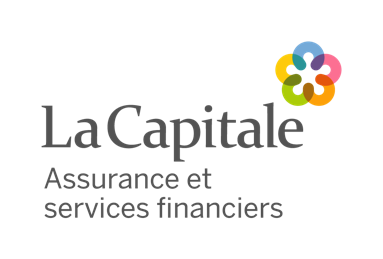 La Capitale
Assurance et
services financiers